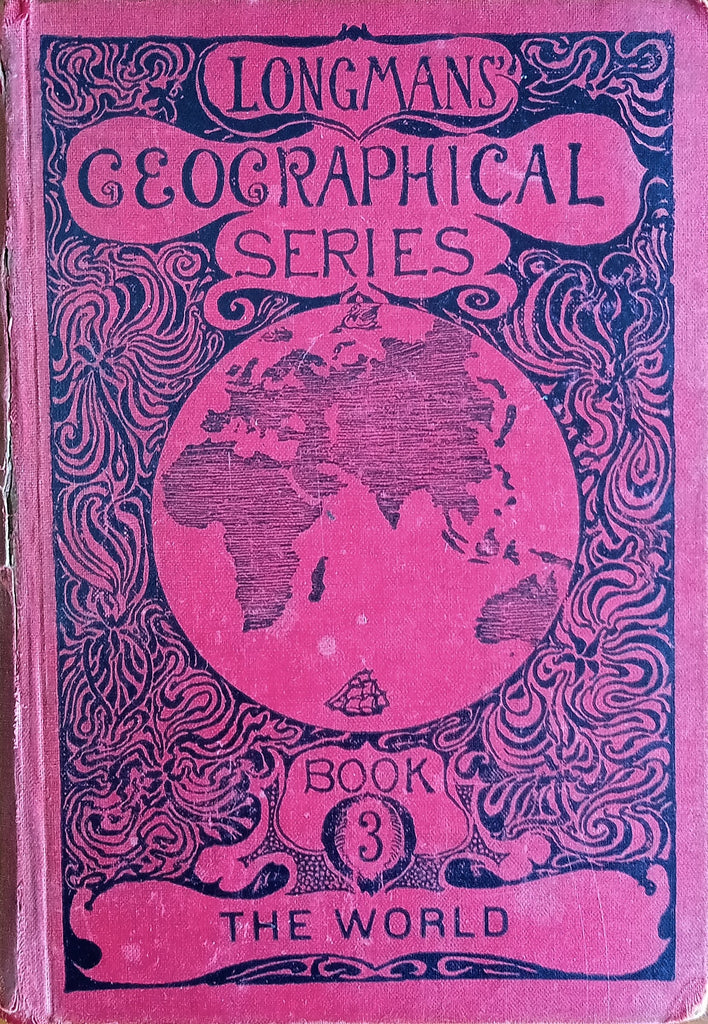 LONGMANS'
GEOGRAPHICAL
SERIES
BOOK
3
THE WORLD